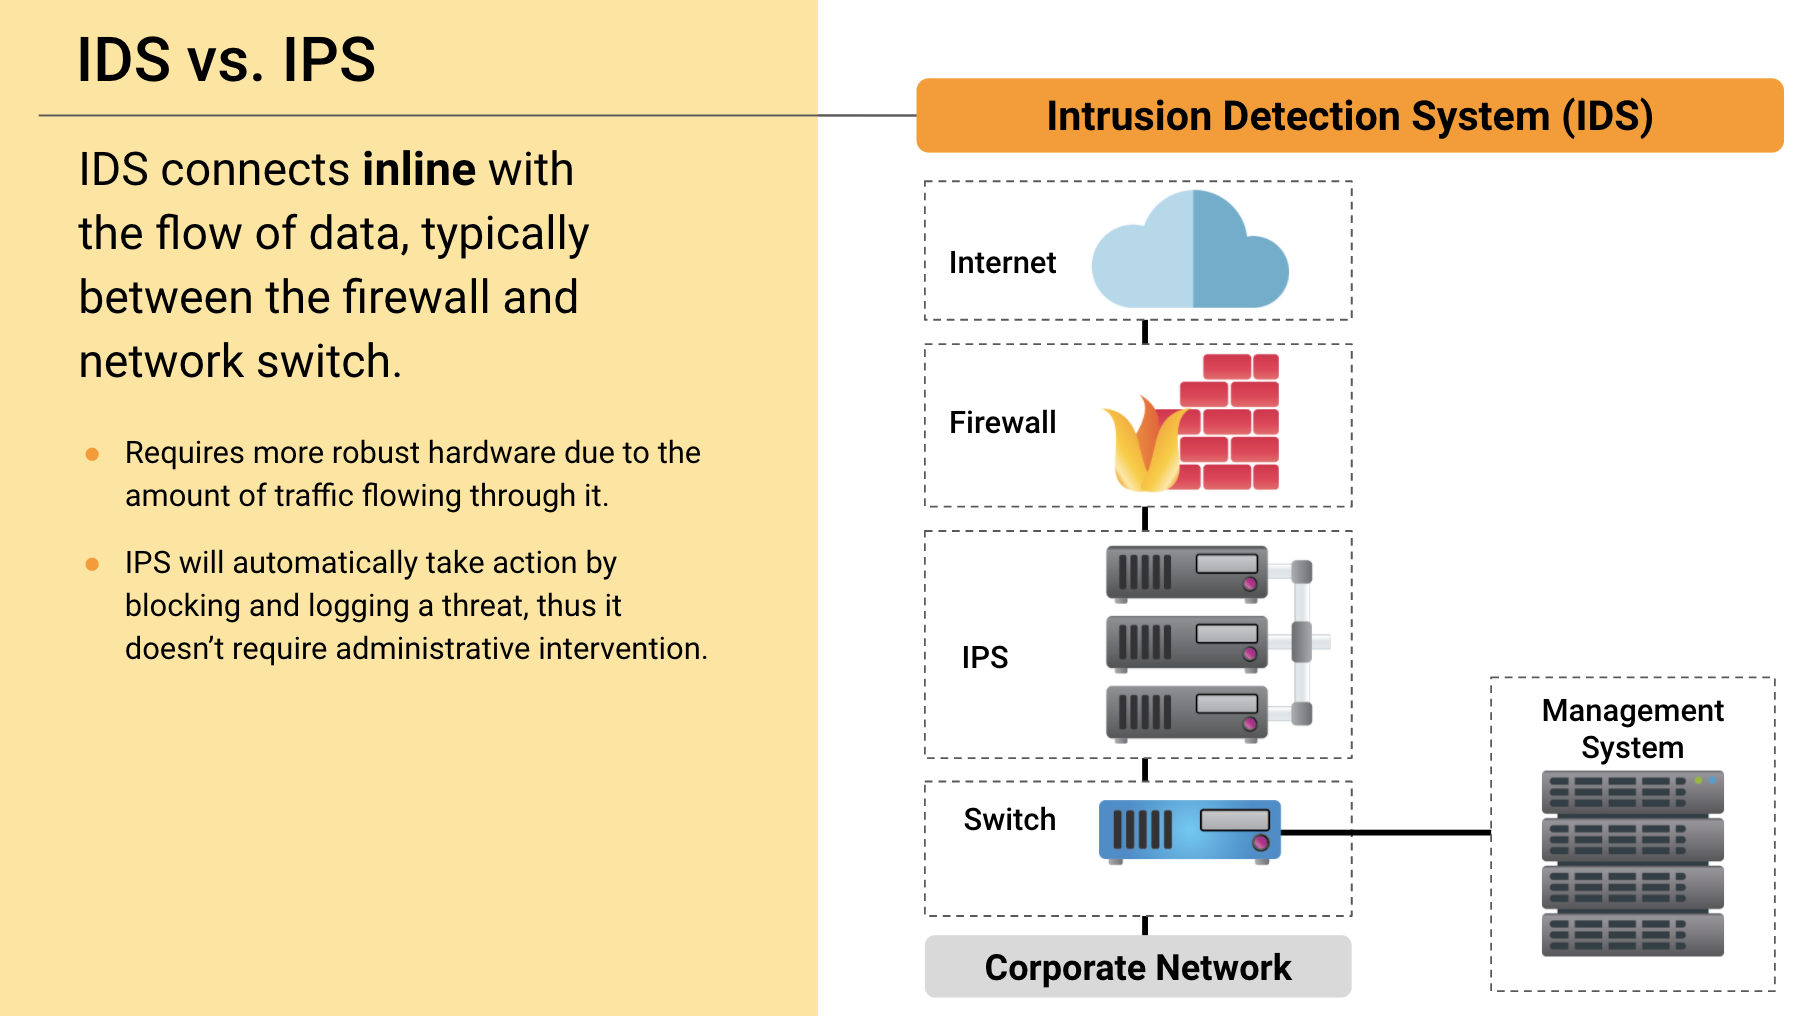 IDS vs. IPS
IDS connects inline with
the flow of data, typically
between the firewall and
network switch.
● Requires more robust hardware due to the
amount of traffic flowing through it.
● IPS will automatically take action by
blocking and logging a threat, thus it
doesn’t require administrative intervention.
Intrusion Detection System (IDS)
Internet
Firewall
IPS
Switch
Management
System
Corporate Network